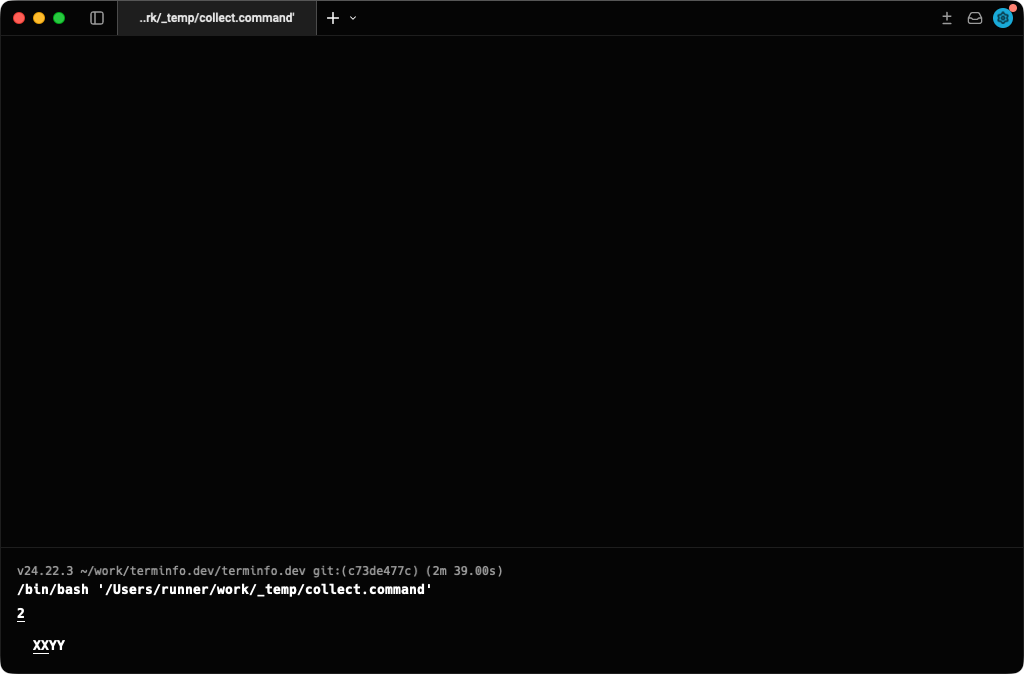 ..rk/_temp/collect.command'
v24.22.3 ~/work/terminfo.dev/terminfo.dev git:(c73de477c) (2m 39.00s)
/bin/bash '/Users/runner/work/_temp/collect.command'
2
XXYY